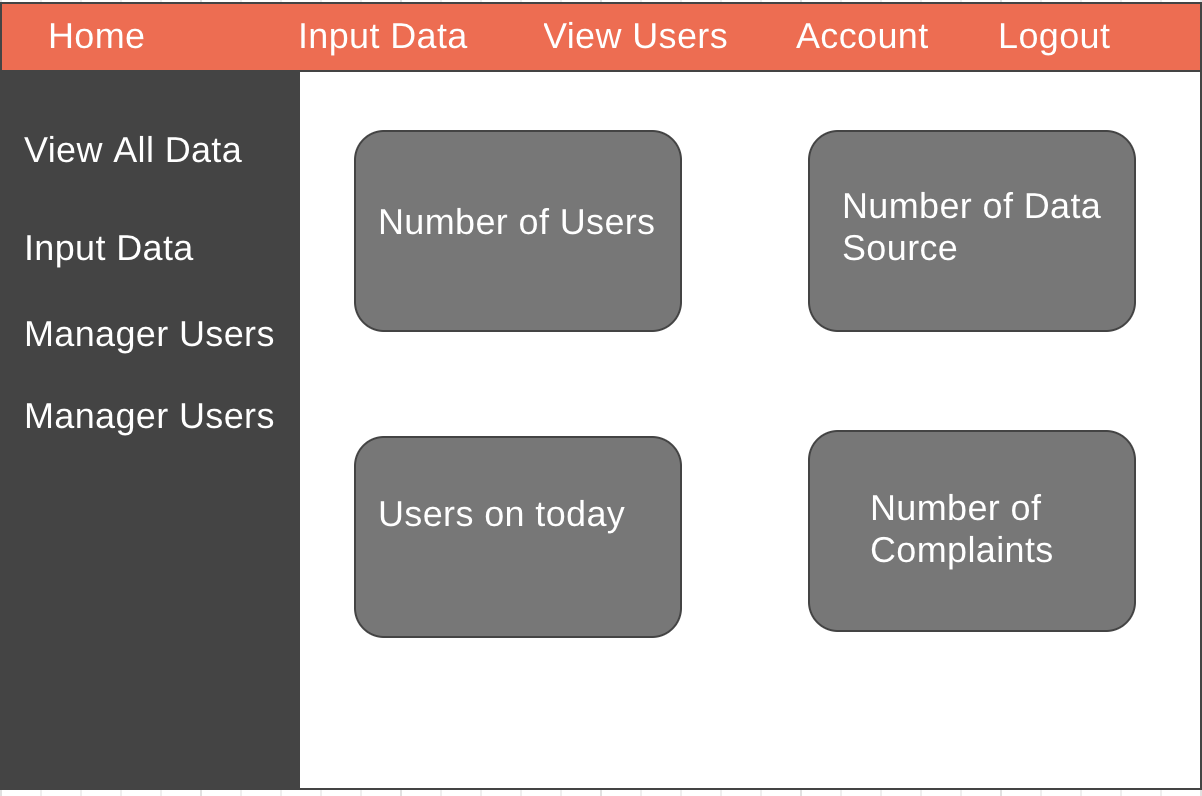 Home Input Data View Users Account Logout
View All Data
Input Data
Manager Users
Manager Users
Number of Users
Number of Data
Source
Users on today
Number of
Complaints